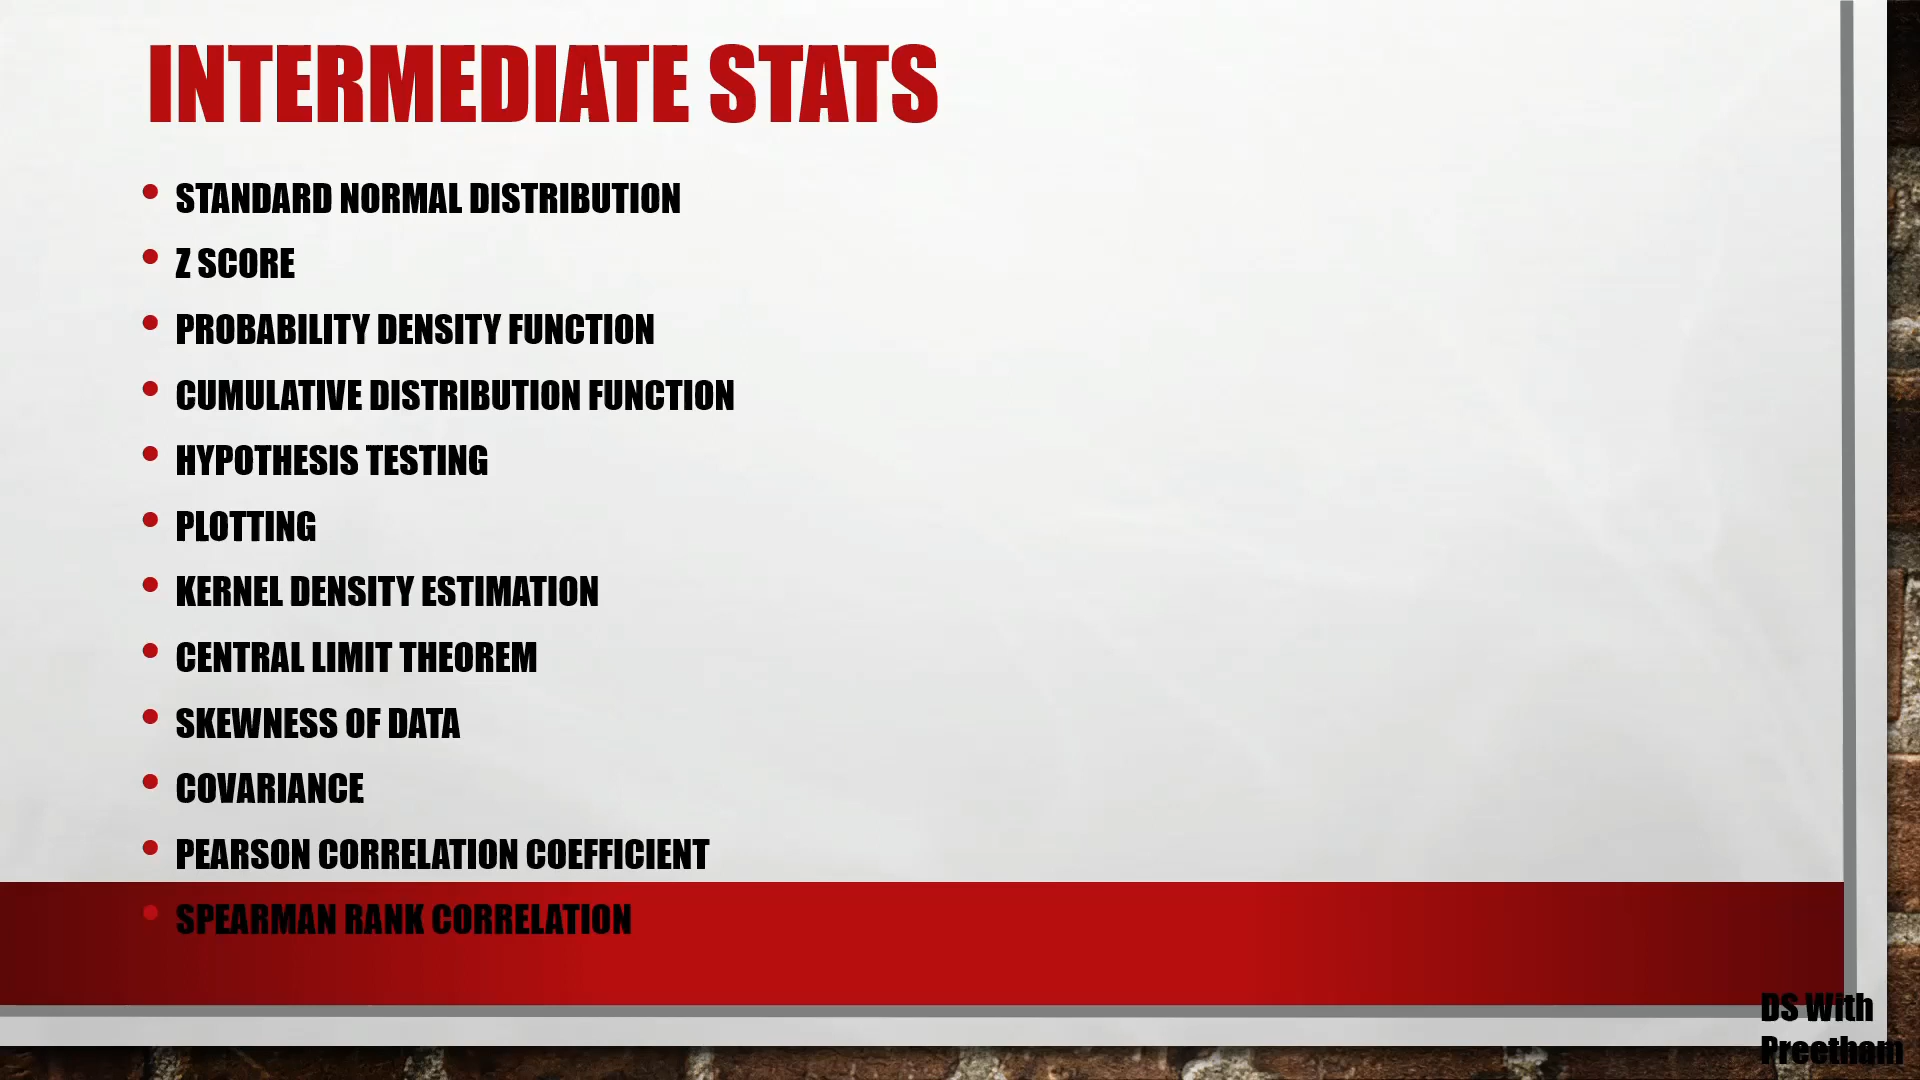 INTERMEDIATE STATS
• STANDARD NORMAL DISTRIBUTION
• Z SCORE
• PROBABILITY DENSITY FUNCTION
• CUMULATIVE DISTRIBUTION FUNCTION
• HYPOTHESIS TESTING
• PLOTTING
• KERNEL DENSITY ESTIMATION
• CENTRAL LIMIT THEOREM
• SKEWNESS OF DATA
• COVARIANCE
• PEARSON CORRELATION COEFFICIENT
• SPEARMAN RANK CORRELATION
DS With
Preetham